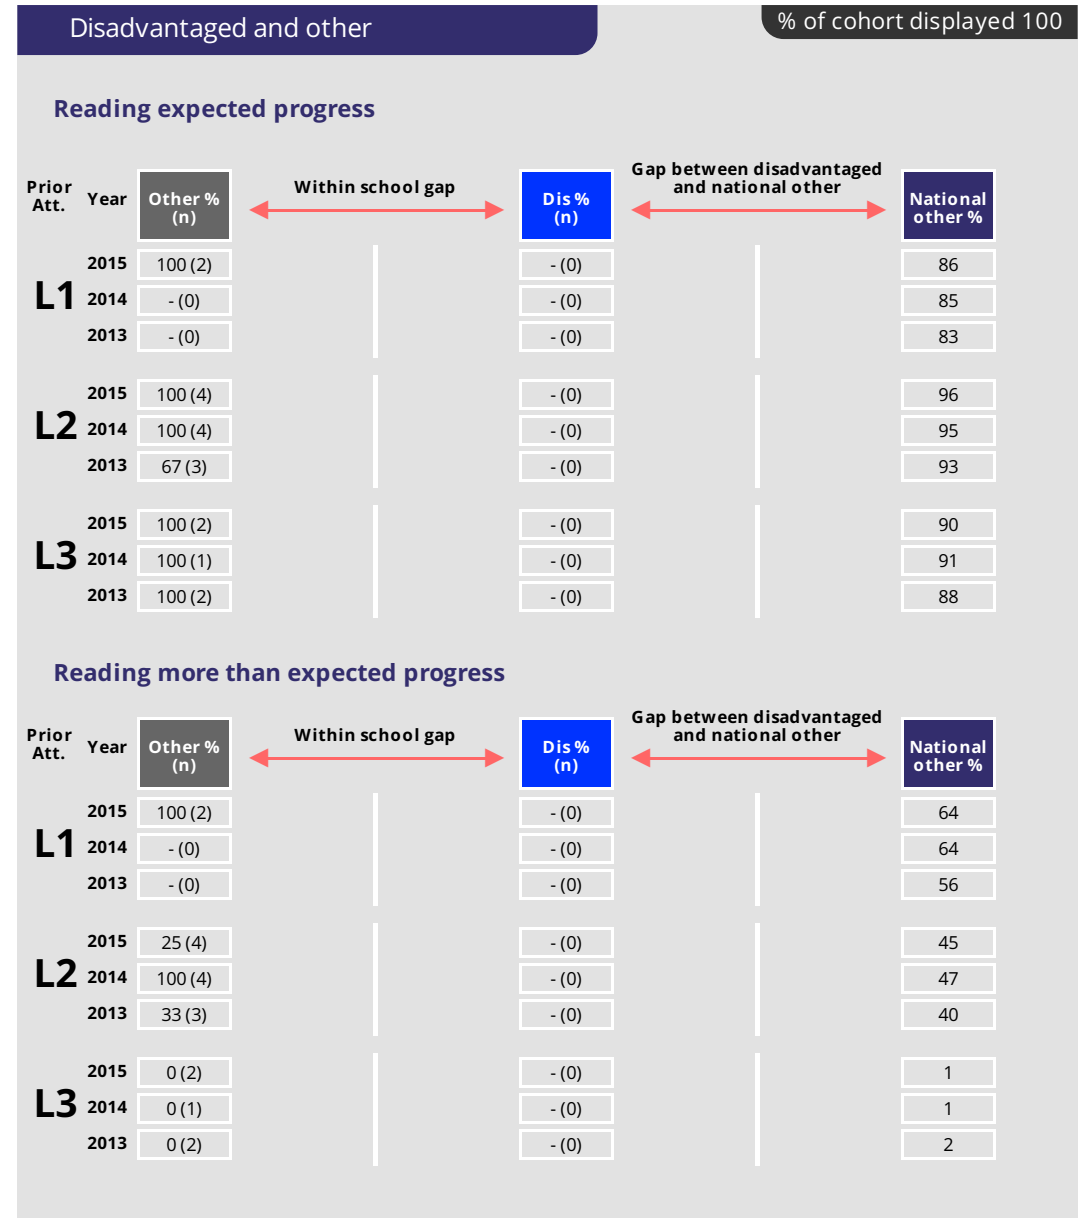 Disadvantaged and other
% of cohort displayed 100
Reading expected progress
Prior Att.
Year
Other % (n)
Within school gap
Dis % (n)
Gap between disadvantaged and national other
National other %
L1
2015 100 (2) - (0) 86
2014 - (0) - (0) 85
2013 - (0) - (0) 83
L2
2015 100 (4) - (0) 96
2014 100 (4) - (0) 95
2013 67 (3) - (0) 93
L3
2015 100 (2) - (0) 90
2014 100 (1) - (0) 91
2013 100 (2) - (0) 88
Reading more than expected progress
Prior Att.
Year
Other % (n)
Within school gap
Dis % (n)
Gap between disadvantaged and national other
National other %
L1
2015 100 (2) - (0) 64
2014 - (0) - (0) 64
2013 - (0) - (0) 56
L2
2015 25 (4) - (0) 45
2014 100 (4) - (0) 47
2013 33 (3) - (0) 40
L3
2015 0 (2) - (0) 1
2014 0 (1) - (0) 1
2013 0 (2) - (0) 2